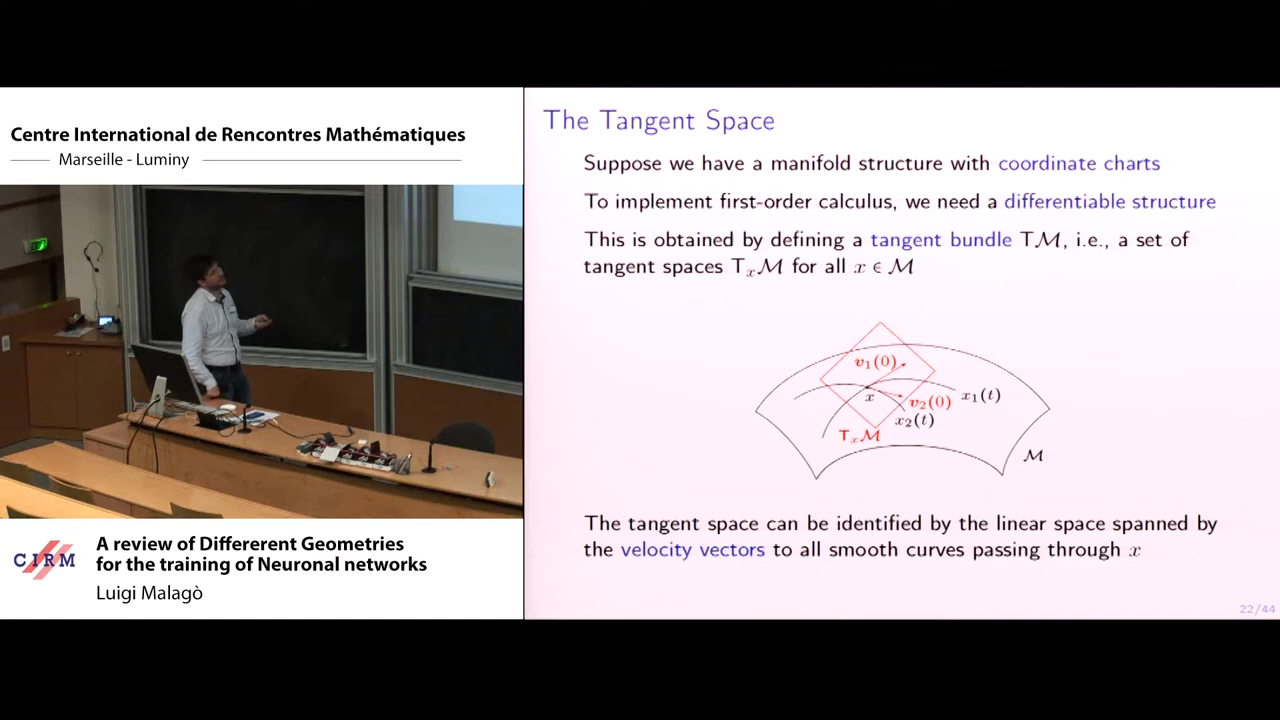 Centre International de Rencontres Mathématiques
Marseille - Luminy
CIRM
A review of Differerent Geometries
for the training of Neuronal networks
Luigi Malagò
The Tangent Space
Suppose we have a manifold structure with coordinate charts
To implement first-order calculus, we need a differentiable structure
This is obtained by defining a tangent bundle Tℳ, i.e., a set of
tangent spaces Tₓℳ for all x ∈ ℳ
v₁(0)
x
v₂(0)
x₁(t)
x₂(t)
Tₓℳ
ℳ
The tangent space can be identified by the linear space spanned by
the velocity vectors to all smooth curves passing through x
22/44